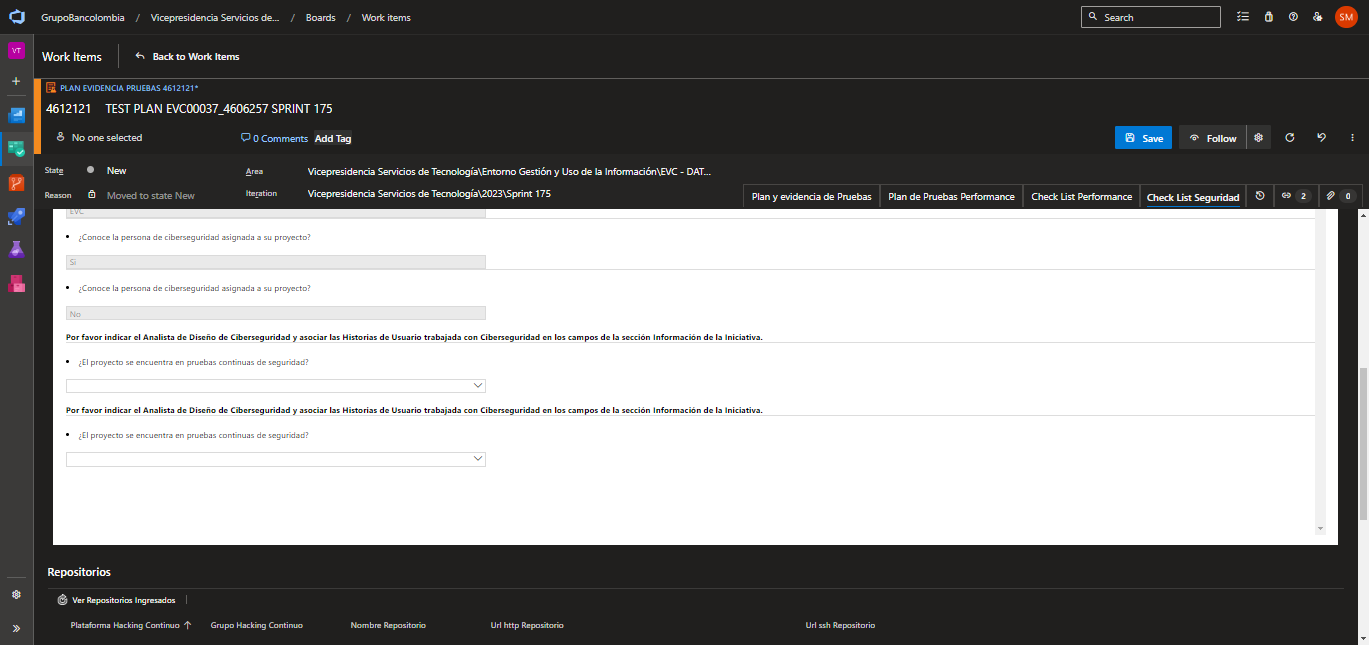 GrupoBancolombia / Vicepresidencia Servicios de... / Boards / Work items
Search
SM
VT
Work Items
Back to Work Items
PLAN EVIDENCIA PRUEBAS 4612121*
4612121 TEST PLAN EVC00037_4606257 SPRINT 175
No one selected
0 Comments
Add Tag
Save
Follow
State New
Area Vicepresidencia Servicios de Tecnología\Entorno Gestión y Uso de la Información\EVC - DAT...
Reason Moved to state New
Iteration Vicepresidencia Servicios de Tecnología\2023\Sprint 175
Plan y evidencia de Pruebas
Plan de Pruebas Performance
Check List Performance
Check List Seguridad
2
0
EVC
• ¿Conoce la persona de ciberseguridad asignada a su proyecto?
Si
• ¿Conoce la persona de ciberseguridad asignada a su proyecto?
No
Por favor indicar el Analista de Diseño de Ciberseguridad y asociar las Historias de Usuario trabajada con Ciberseguridad en los campos de la sección Información de la Iniciativa.
• ¿El proyecto se encuentra en pruebas continuas de seguridad?
Por favor indicar el Analista de Diseño de Ciberseguridad y asociar las Historias de Usuario trabajada con Ciberseguridad en los campos de la sección Información de la Iniciativa.
• ¿El proyecto se encuentra en pruebas continuas de seguridad?
Repositorios
Ver Repositorios Ingresados
Plataforma Hacking Continuo ↑ Grupo Hacking Continuo Nombre Repositorio Url http Repositorio Url ssh Repositorio